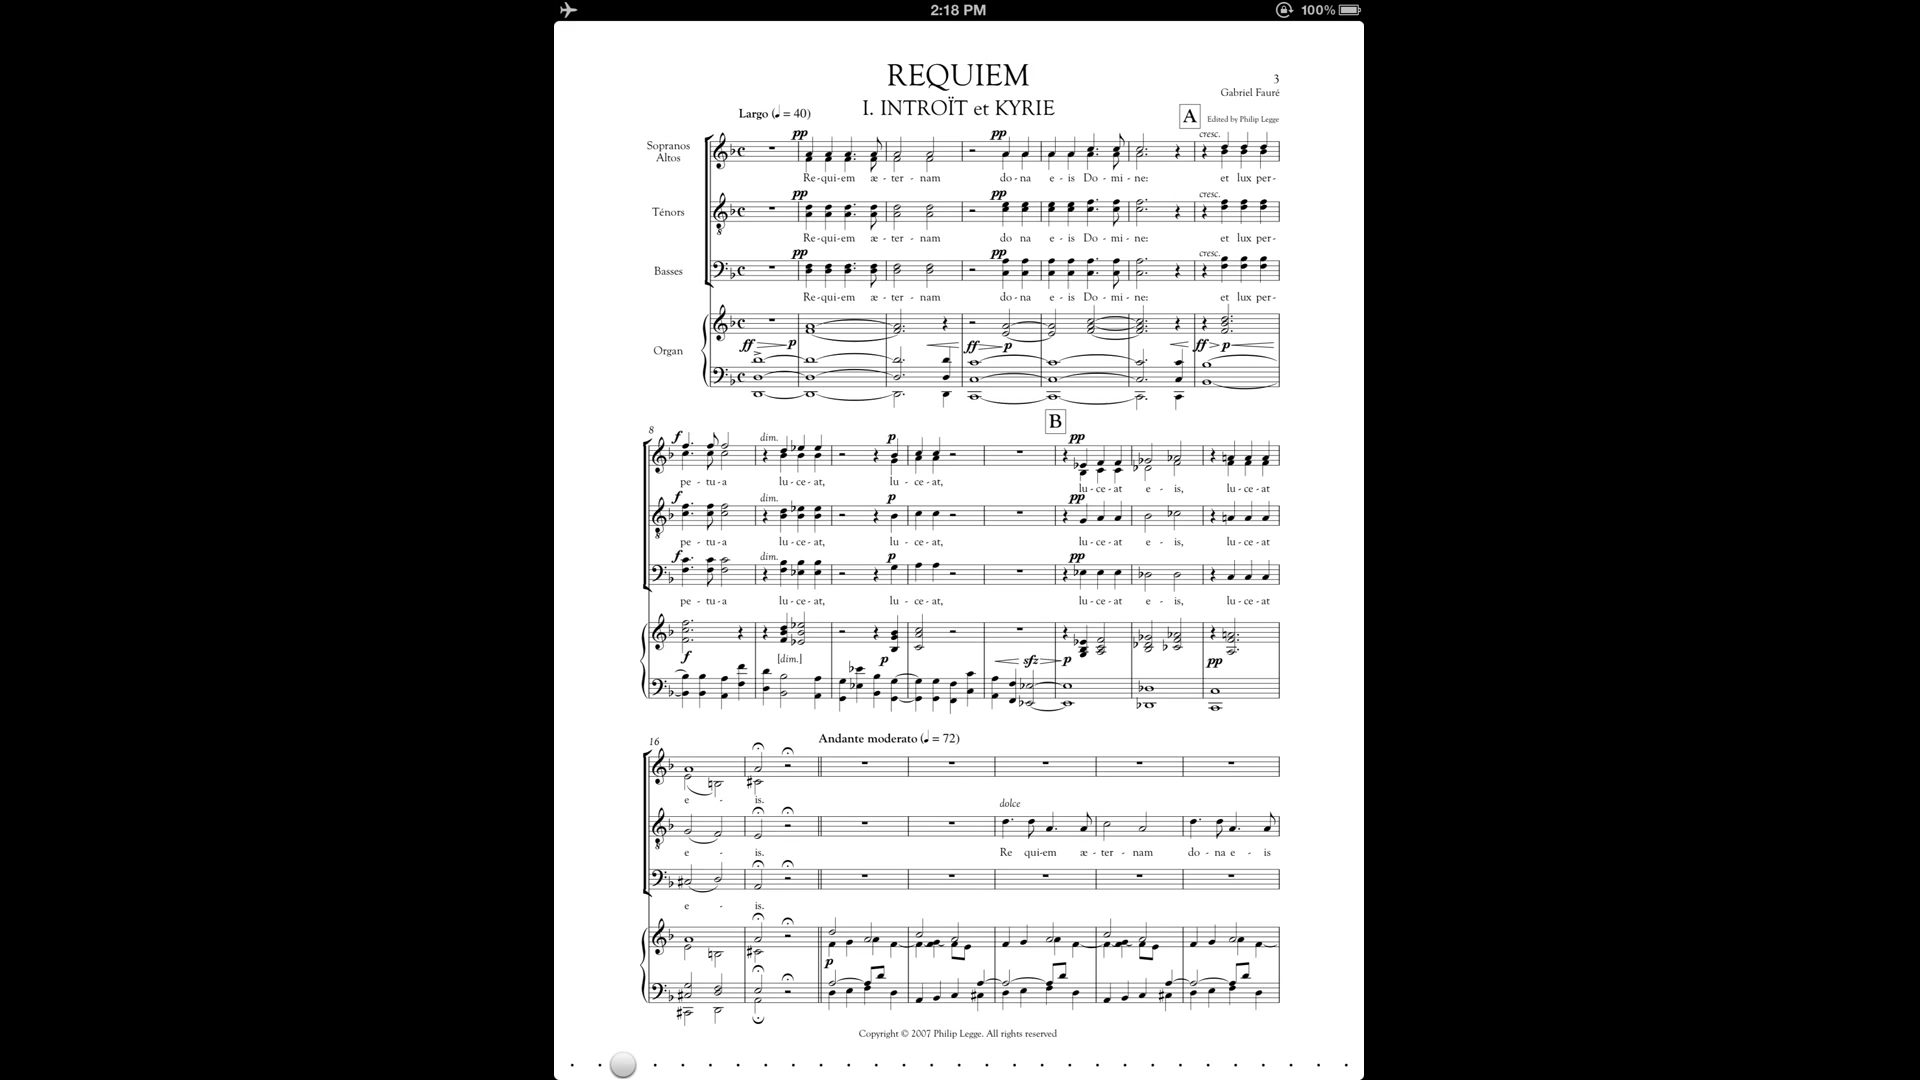 2:18 PM
100%
REQUIEM
3
Gabriel Fauré
I. INTROÏT et KYRIE
Largo (♩ = 40)
A
Edited by Philip Legge
pp pp cresc.
Sopranos
Altos
Re-qui-em æ - ter - nam do - na e - is Do - mi - ne: et lux per-
pp pp cresc.
Ténors
Re-qui-em æ - ter - nam do na e - is Do - mi - ne: et lux per-
pp pp cresc.
Basses
Re-qui-em æ - ter - nam do - na e - is Do - mi - ne: et lux per-
Organ
ff p ff p ff p
B
8
f dim. p pp
pe - tu - a lu - ce - at, lu - ce - at, lu - ce - at e - is, lu - ce - at
f dim. p pp
pe - tu - a lu - ce - at, lu - ce - at, lu - ce - at e - is, lu - ce - at
f dim. p pp
pe - tu - a lu - ce - at, lu - ce - at, lu - ce - at e - is, lu - ce - at
f [dim.] p sfz p pp
16
Andante moderato (♩ = 72)
e - is.
dolce
e - is. Re qui-em æ - ter - nam do - na e - is
e - is.
p
Copyright © 2007 Philip Legge. All rights reserved